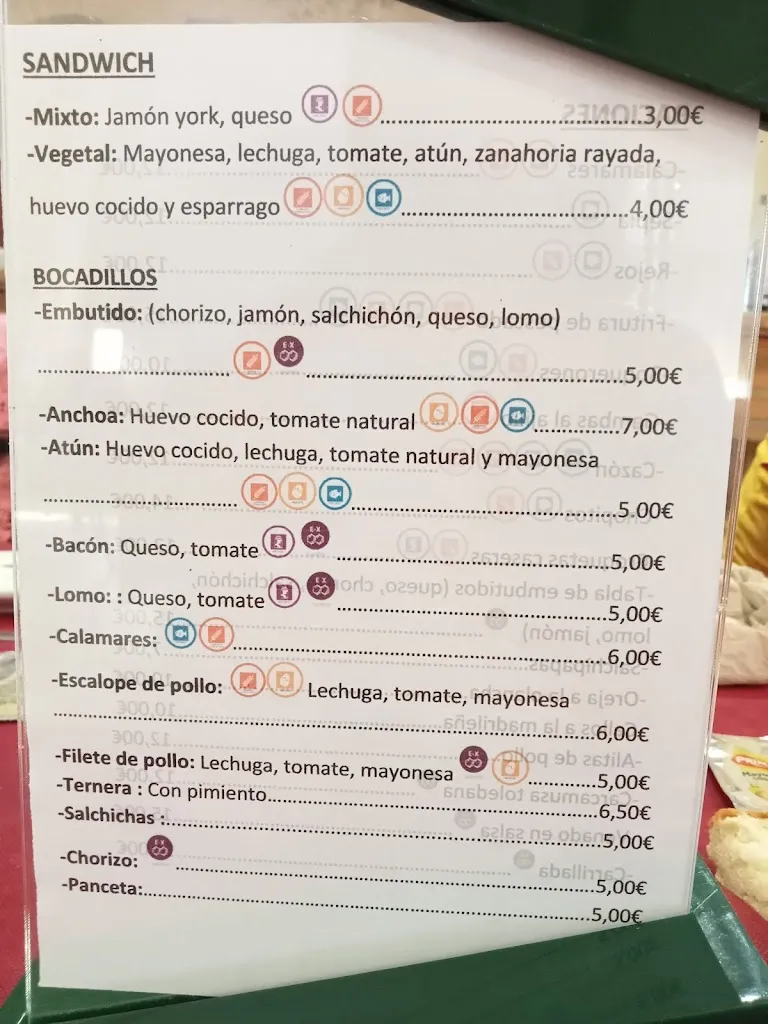 SANDWICH
-Mixto: Jamón york, queso ..............................................3,00€
-Vegetal: Mayonesa, lechuga, tomate, atún, zanahoria rayada,
huevo cocido y esparrago ........................................4,00€
BOCADILLOS
-Embutido: (chorizo, jamón, salchichón, queso, lomo)
................................. E-X ......................................................5,00€
-Anchoa: Huevo cocido, tomate natural ...............7,00€
-Atún: Huevo cocido, lechuga, tomate natural y mayonesa
................................. ..............................................5.00€
-Bacón: Queso, tomate E-X ...............................................5,00€
-Lomo: : Queso, tomate E-X ...............................................5,00€
-Calamares: ................................................................6,00€
-Escalope de pollo: Lechuga, tomate, mayonesa
..........................................................................................6,00€
-Filete de pollo: Lechuga, tomate, mayonesa E-X ................5,00€
-Ternera : Con pimiento.......................................................6,50€
-Salchichas :..........................................................................5,00€
-Chorizo: E-X ......................................................................5,00€
-Panceta:..............................................................................5,00€